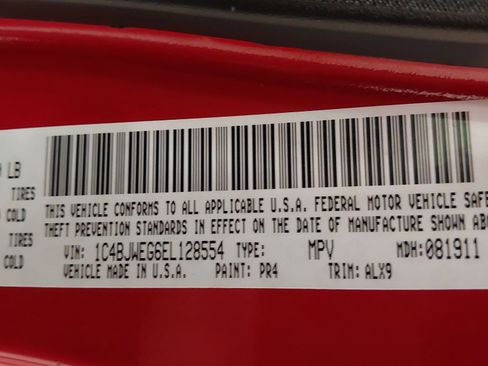 LB
TIRES
COLD
TIRES
COLD
THIS VEHICLE CONFORMS TO ALL APPLICABLE U.S.A. FEDERAL MOTOR VEHICLE SAFE
THEFT PREVENTION STANDARDS IN EFFECT ON THE DATE OF MANUFACTURE SHOWN ABO
VIN: 1C4BJWEG6EL128554 TYPE: MPV MDH: 081911
VEHICLE MADE IN U.S.A. PAINT: PR4 TRIM: ALX9